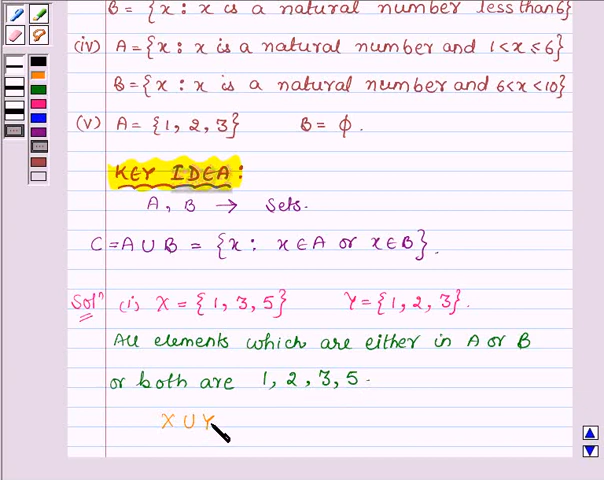 B = {x : x is a natural number less than 6}
(iv) A = {x : x is a natural number and 1 < x ≤ 6}
B = {x : x is a natural number and 6 < x < 10}
(v) A = {1, 2, 3} B = ϕ.
KEY IDEA :
A, B → Sets.
C = A ∪ B = {x : x ∈ A or x ∈ B}.
Solⁿ (i) X = {1, 3, 5} Y = {1, 2, 3}.
All elements which are either in A or B
or both are 1, 2, 3, 5.
X ∪ Y